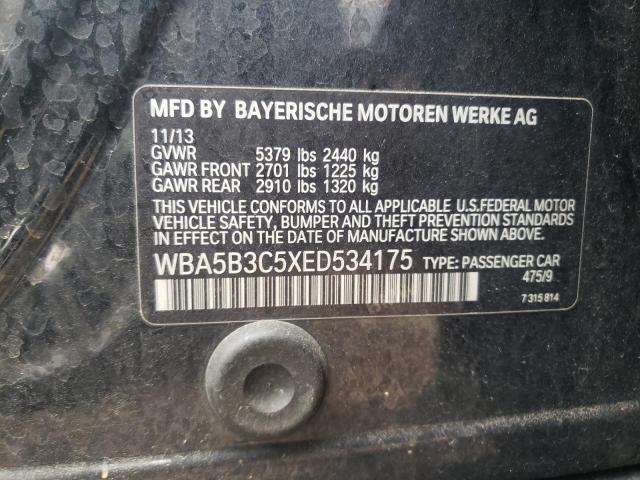 MFD BY BAYERISCHE MOTOREN WERKE AG
11/13
GVWR 5379 lbs 2440 kg
GAWR FRONT 2701 lbs 1225 kg
GAWR REAR 2910 lbs 1320 kg
THIS VEHICLE CONFORMS TO ALL APPLICABLE U.S.FEDERAL MOTOR
VEHICLE SAFETY, BUMPER AND THEFT PREVENTION STANDARDS
IN EFFECT ON THE DATE OF MANUFACTURE SHOWN ABOVE.
WBA5B3C5XED534175 TYPE: PASSENGER CAR
475/9
7 315 814